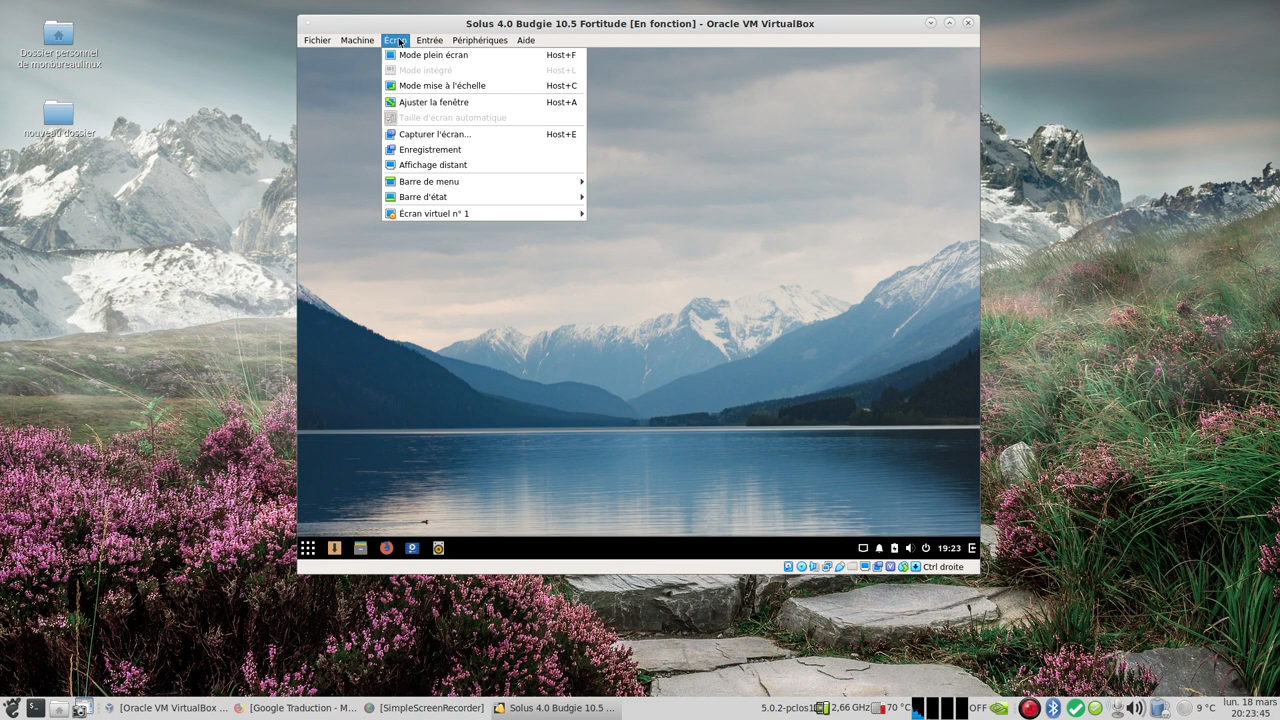 Solus 4.0 Budgie 10.5 Fortitude [En fonction] - Oracle VM VirtualBox
Fichier Machine Écran Entrée Périphériques Aide
Mode plein écran Host+F
Mode intégré Host+L
Mode mise à l'échelle Host+C
Ajuster la fenêtre Host+A
Taille d'écran automatique
Capturer l'écran... Host+E
Enregistrement
Affichage distant
Barre de menu
Barre d'état
Écran virtuel n° 1
Dossier personnel
de monbureaulinux
nouveau dossier
19:23
Ctrl droite
[Oracle VM VirtualBox ... [Google Traduction - M... [SimpleScreenRecorder] Solus 4.0 Budgie 10.5 ... 5.0.2-pclos1 2,66 GHz 70 °C OFF 9 °C lun. 18 mars
20:23:45